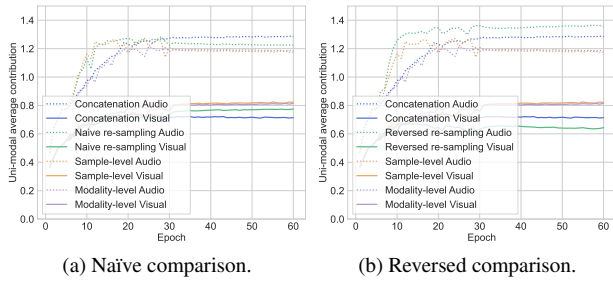 1.4
1.2
1.0
0.8
0.6
0.4
0.2
0.0
Uni-modal average contribution
Concatenation Audio
Concatenation Visual
Naive re-sampling Audio
Naive re-sampling Visual
Sample-level Audio
Sample-level Visual
Modality-level Audio
Modality-level Visual
0 10 20 30 40 50 60
Epoch
(a) Naïve comparison.
1.4
1.2
1.0
0.8
0.6
0.4
0.2
0.0
Uni-modal average contribution
Concatenation Audio
Concatenation Visual
Reversed re-sampling Audio
Reversed re-sampling Visual
Sample-level Audio
Sample-level Visual
Modality-level Audio
Modality-level Visual
0 10 20 30 40 50 60
Epoch
(b) Reversed comparison.